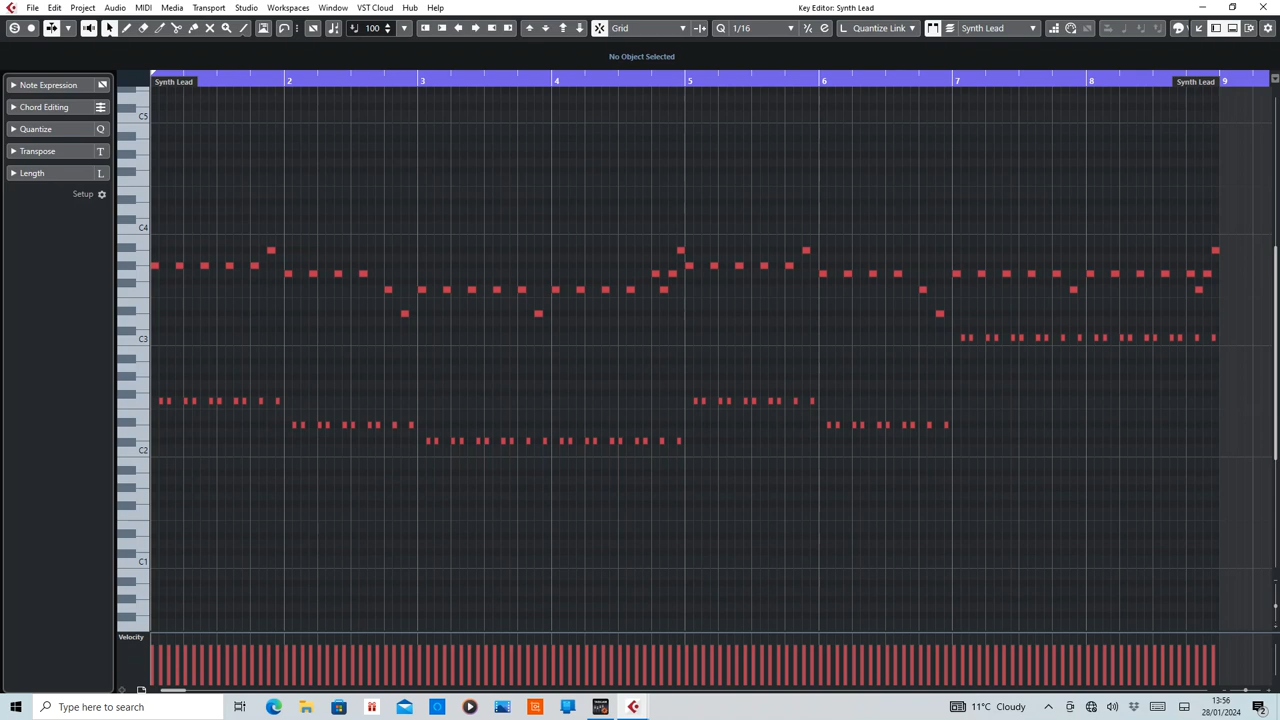 Key Editor: Synth Lead
File Edit Project Audio MIDI Media Transport Studio Workspaces Window VST Cloud Hub Help
S 100 Grid Q 1/16 L Quantize Link Synth Lead
No Object Selected
Synth Lead 2 3 4 5 6 7 8 Synth Lead 9
Note Expression
Chord Editing
Quantize Q
Transpose T
Length L
Setup
C5
C4
C3
C2
C1
Velocity
Type here to search
11°C Cloudy
13:56
28/01/2024
2